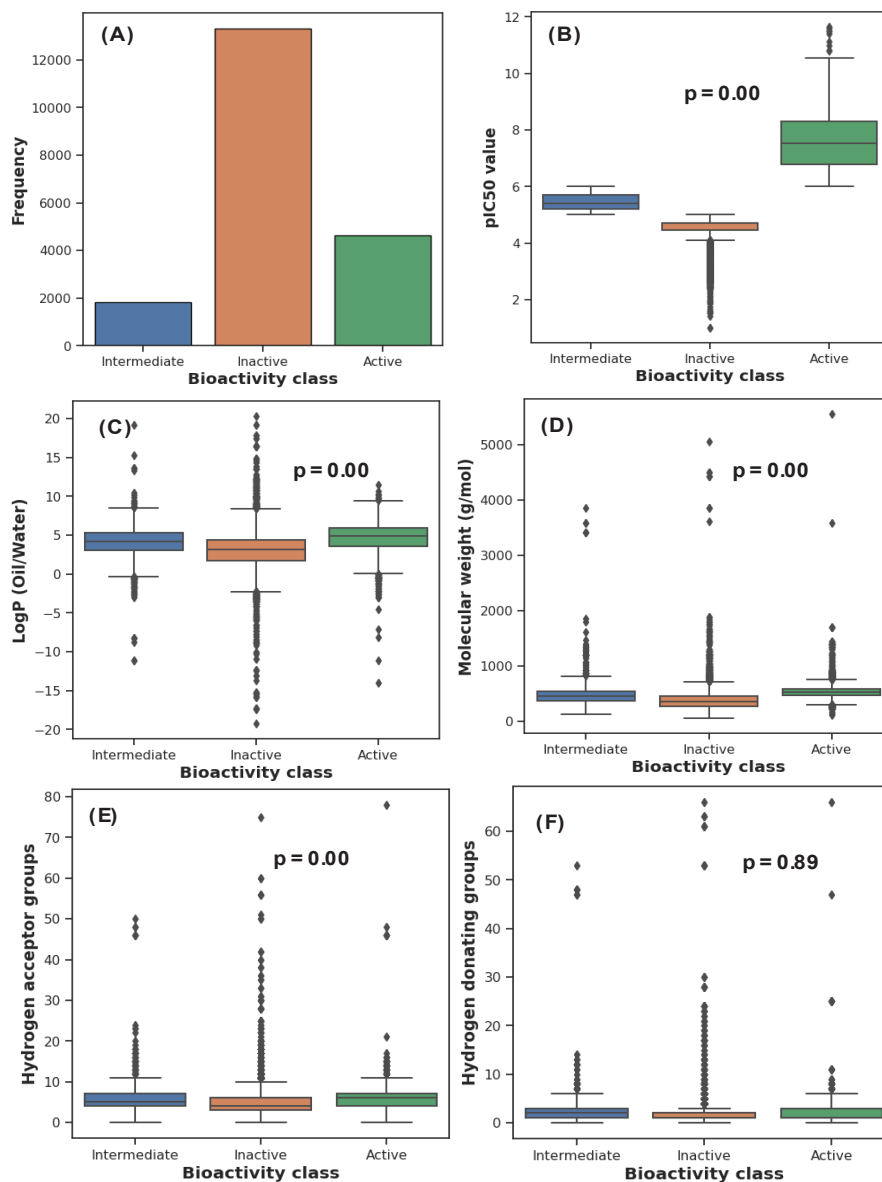 (A)
Frequency
12000
10000
8000
6000
4000
2000
0
Intermediate Inactive Active
Bioactivity class
(B)
p = 0.00
pIC50 value
12
10
8
6
4
2
Intermediate Inactive Active
Bioactivity class
(C)
p = 0.00
LogP (Oil/Water)
20
15
10
5
0
−5
−10
−15
−20
Intermediate Inactive Active
Bioactivity class
(D)
p = 0.00
Molecular weight (g/mol)
5000
4000
3000
2000
1000
0
Intermediate Inactive Active
Bioactivity class
(E)
p = 0.00
Hydrogen acceptor groups
80
70
60
50
40
30
20
10
0
Intermediate Inactive Active
Bioactivity class
(F)
p = 0.89
Hydrogen donating groups
60
50
40
30
20
10
0
Intermediate Inactive Active
Bioactivity class